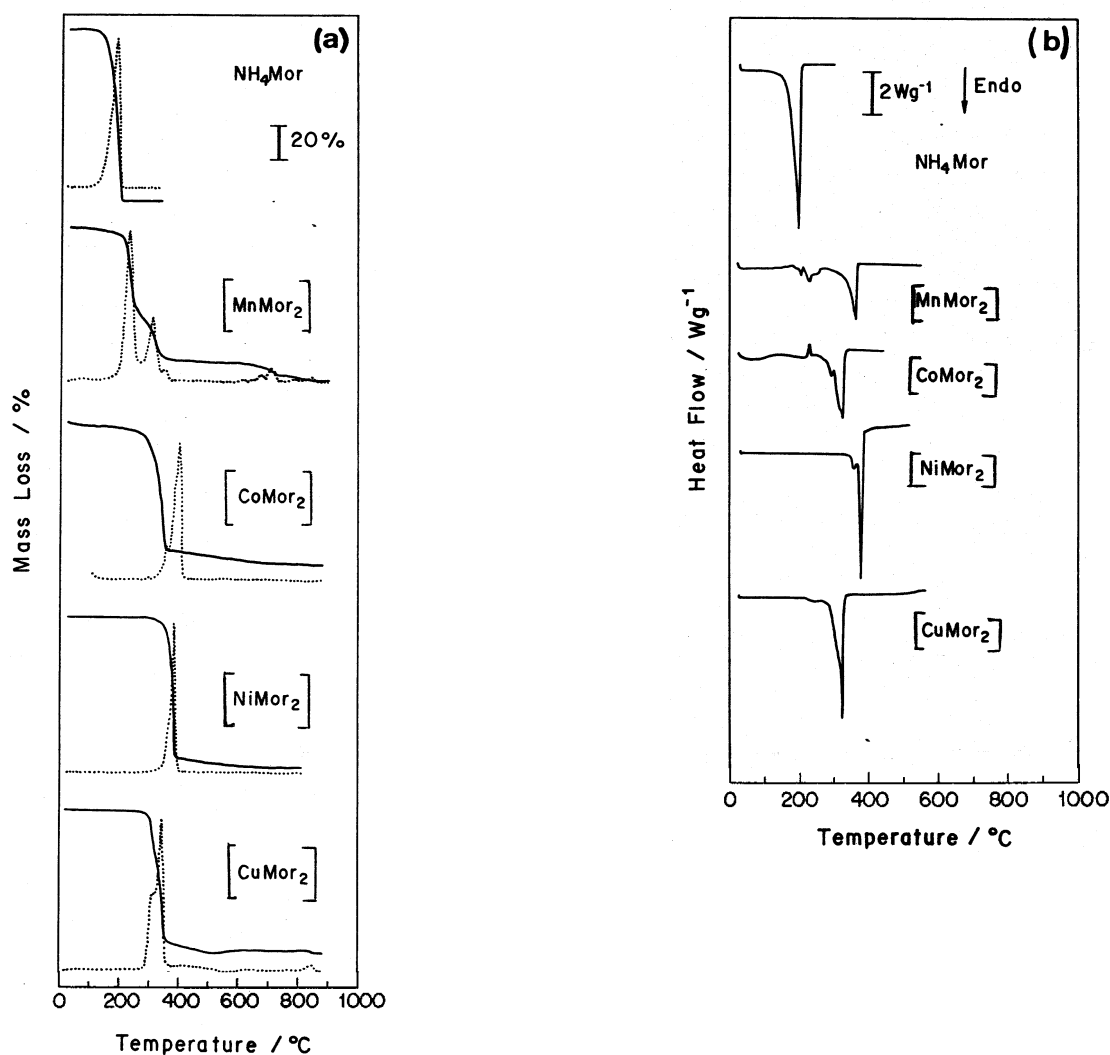 (a)
NH₄Mor
20%
[MnMor₂]
[CoMor₂]
[NiMor₂]
[CuMor₂]
Mass Loss / %
0 200 400 600 800 1000
Temperature / °C
(b)
2Wg⁻¹
Endo
NH₄Mor
[MnMor₂]
[CoMor₂]
[NiMor₂]
[CuMor₂]
Heat Flow / Wg⁻¹
0 200 400 600 800 1000
Temperature / °C